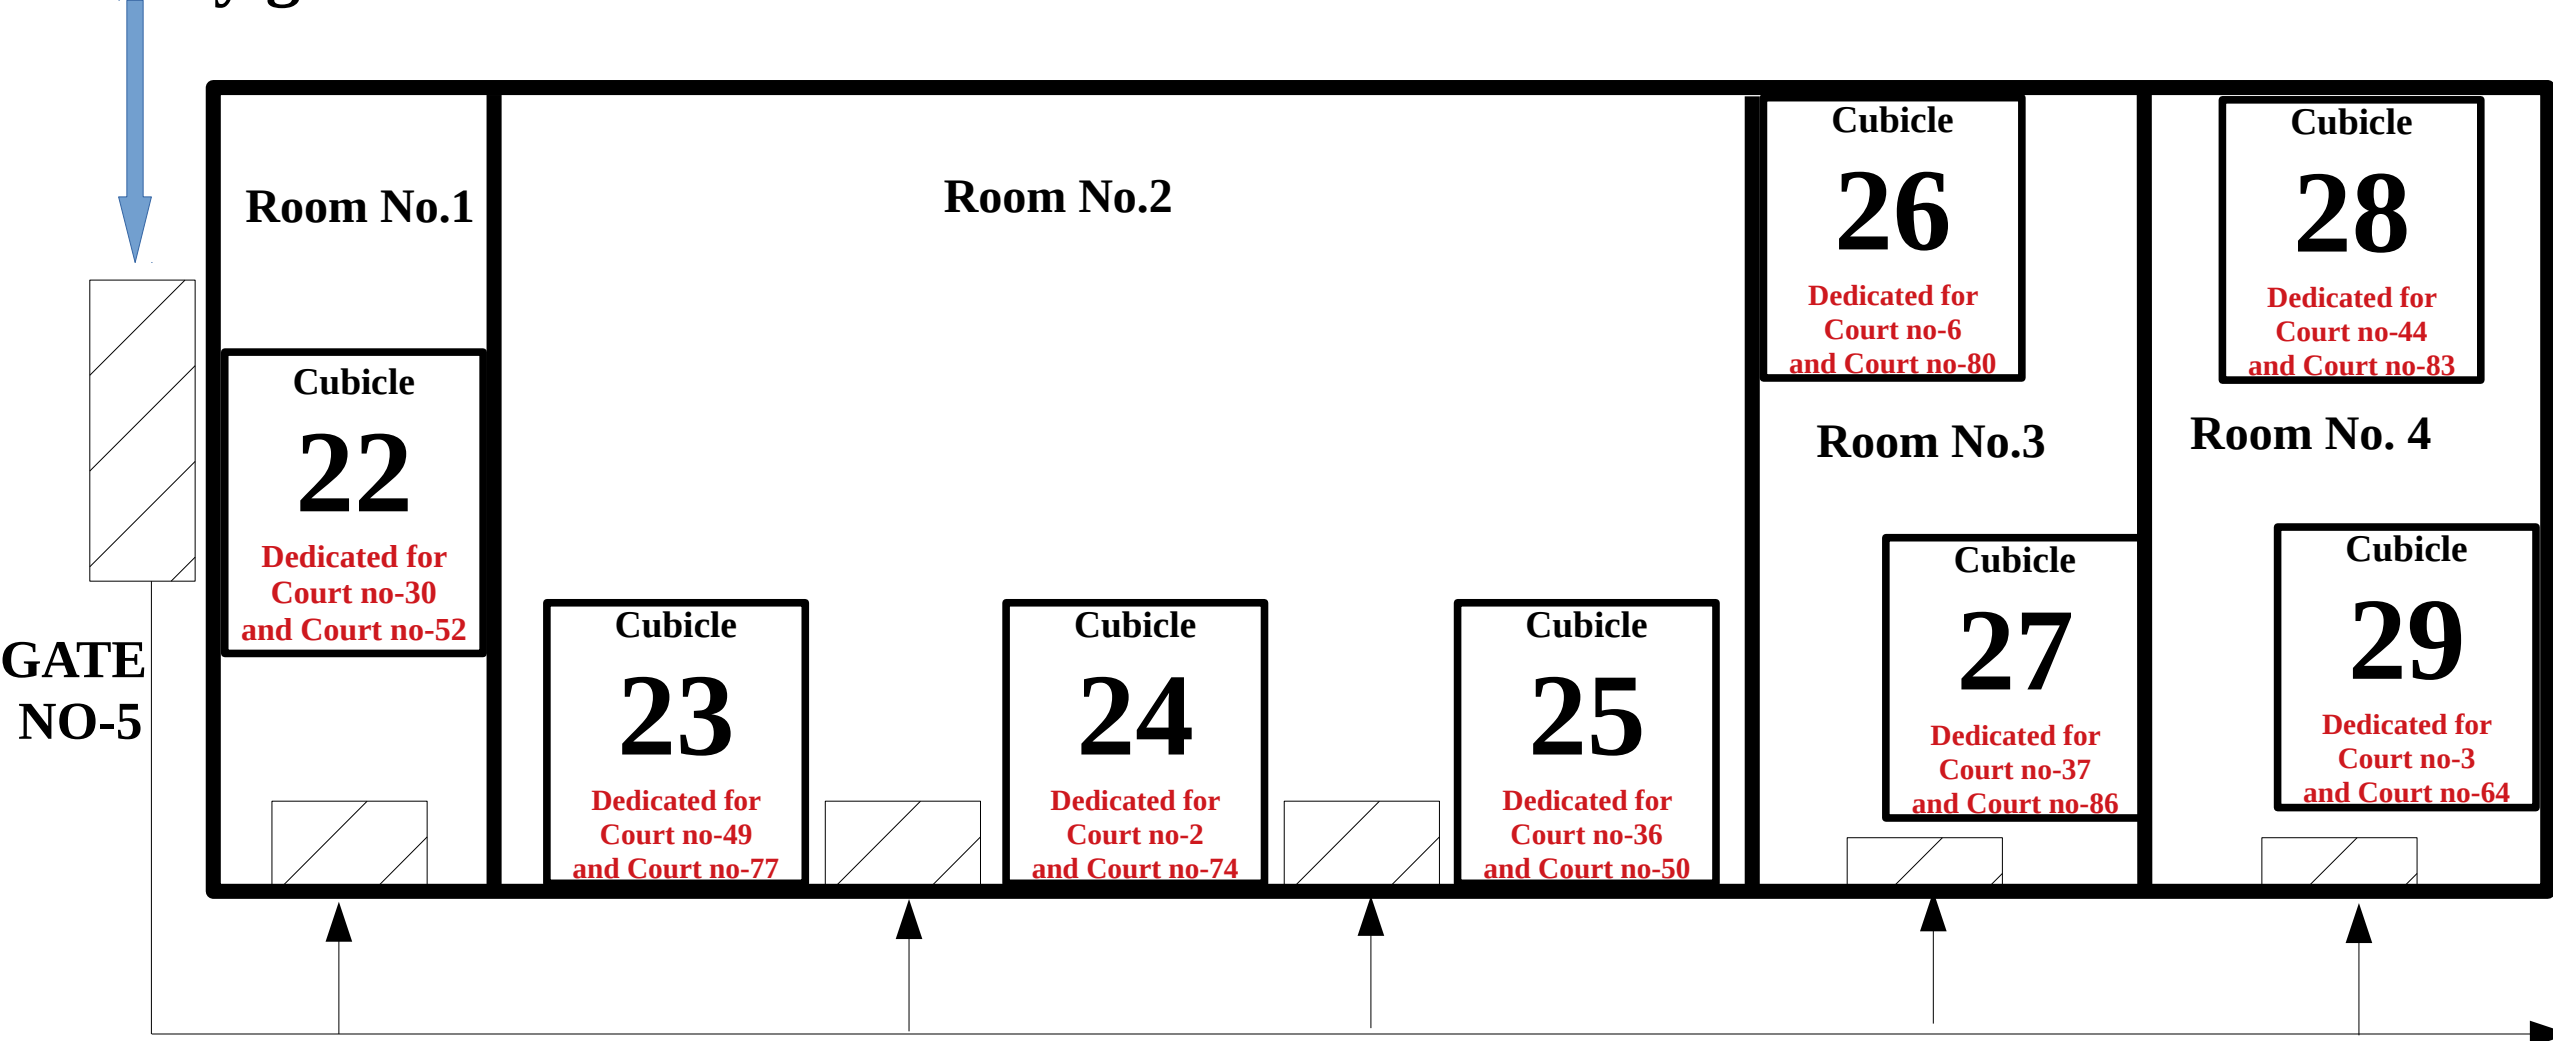 Room No.1
Room No.2
Cubicle
26
Dedicated for
Court no-6
and Court no-80
Cubicle
28
Dedicated for
Court no-44
and Court no-83
Cubicle
22
Dedicated for
Court no-30
and Court no-52
Room No.3
Room No. 4
GATE
NO-5
Cubicle
23
Dedicated for
Court no-49
and Court no-77
Cubicle
24
Dedicated for
Court no-2
and Court no-74
Cubicle
25
Dedicated for
Court no-36
and Court no-50
Cubicle
27
Dedicated for
Court no-37
and Court no-86
Cubicle
29
Dedicated for
Court no-3
and Court no-64